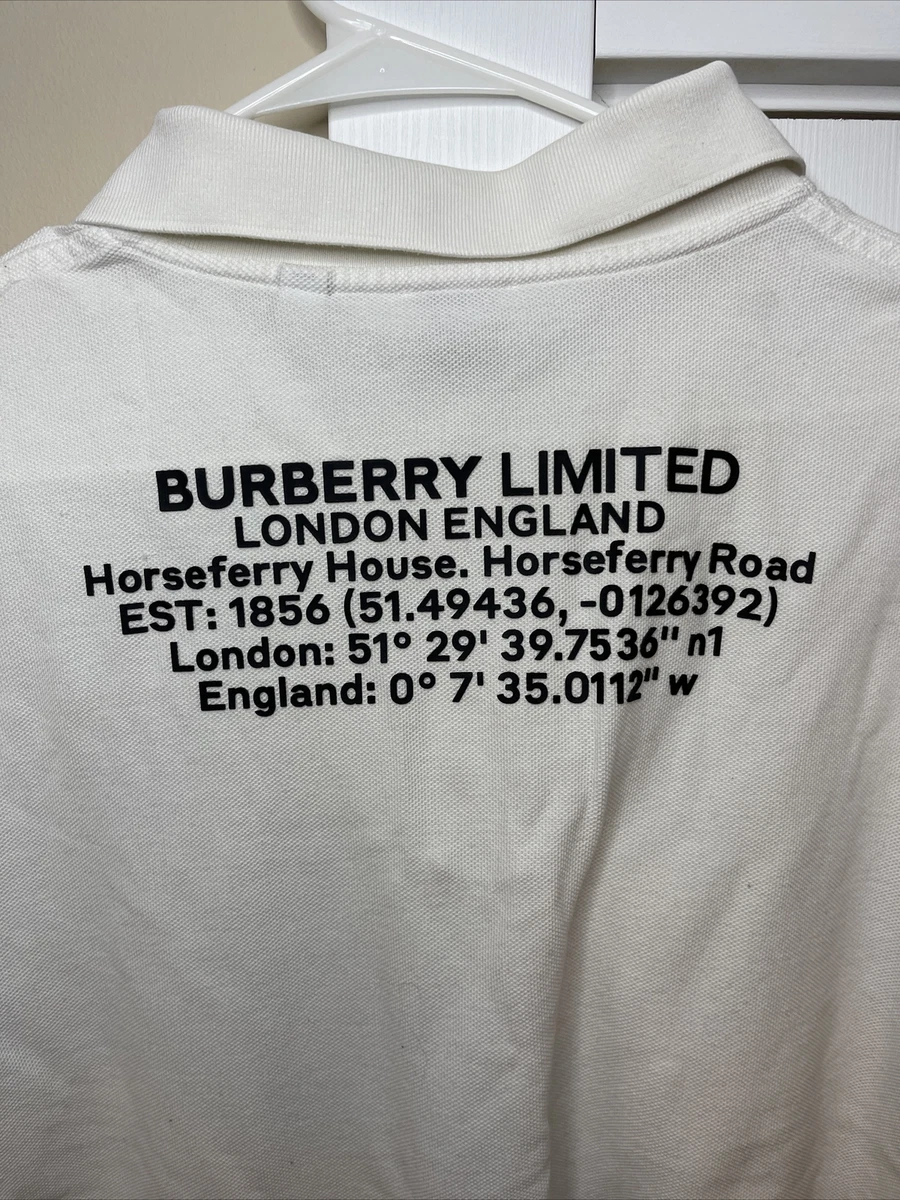 BURBERRY LIMITED
LONDON ENGLAND
Horseferry House. Horseferry Road
EST: 1856 (51.49436, -0126392)
London: 51° 29' 39.7536" n1
England: 0° 7' 35.0112" w